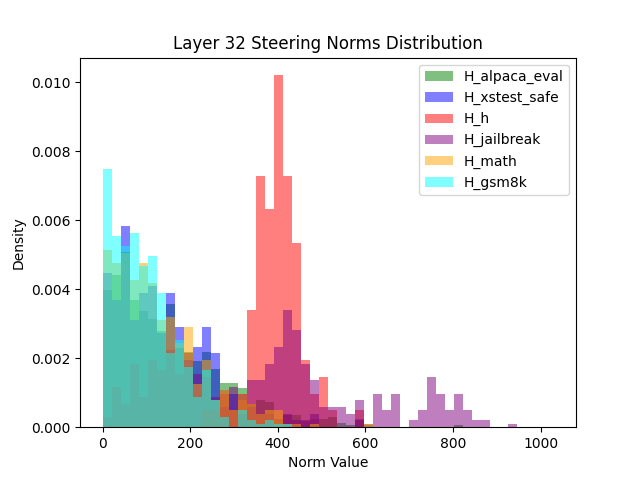 Layer 32 Steering Norms Distribution
Density
0.010
0.008
0.006
0.004
0.002
0.000
H_alpaca_eval
H_xstest_safe
H_h
H_jailbreak
H_math
H_gsm8k
0 200 400 600 800 1000
Norm Value